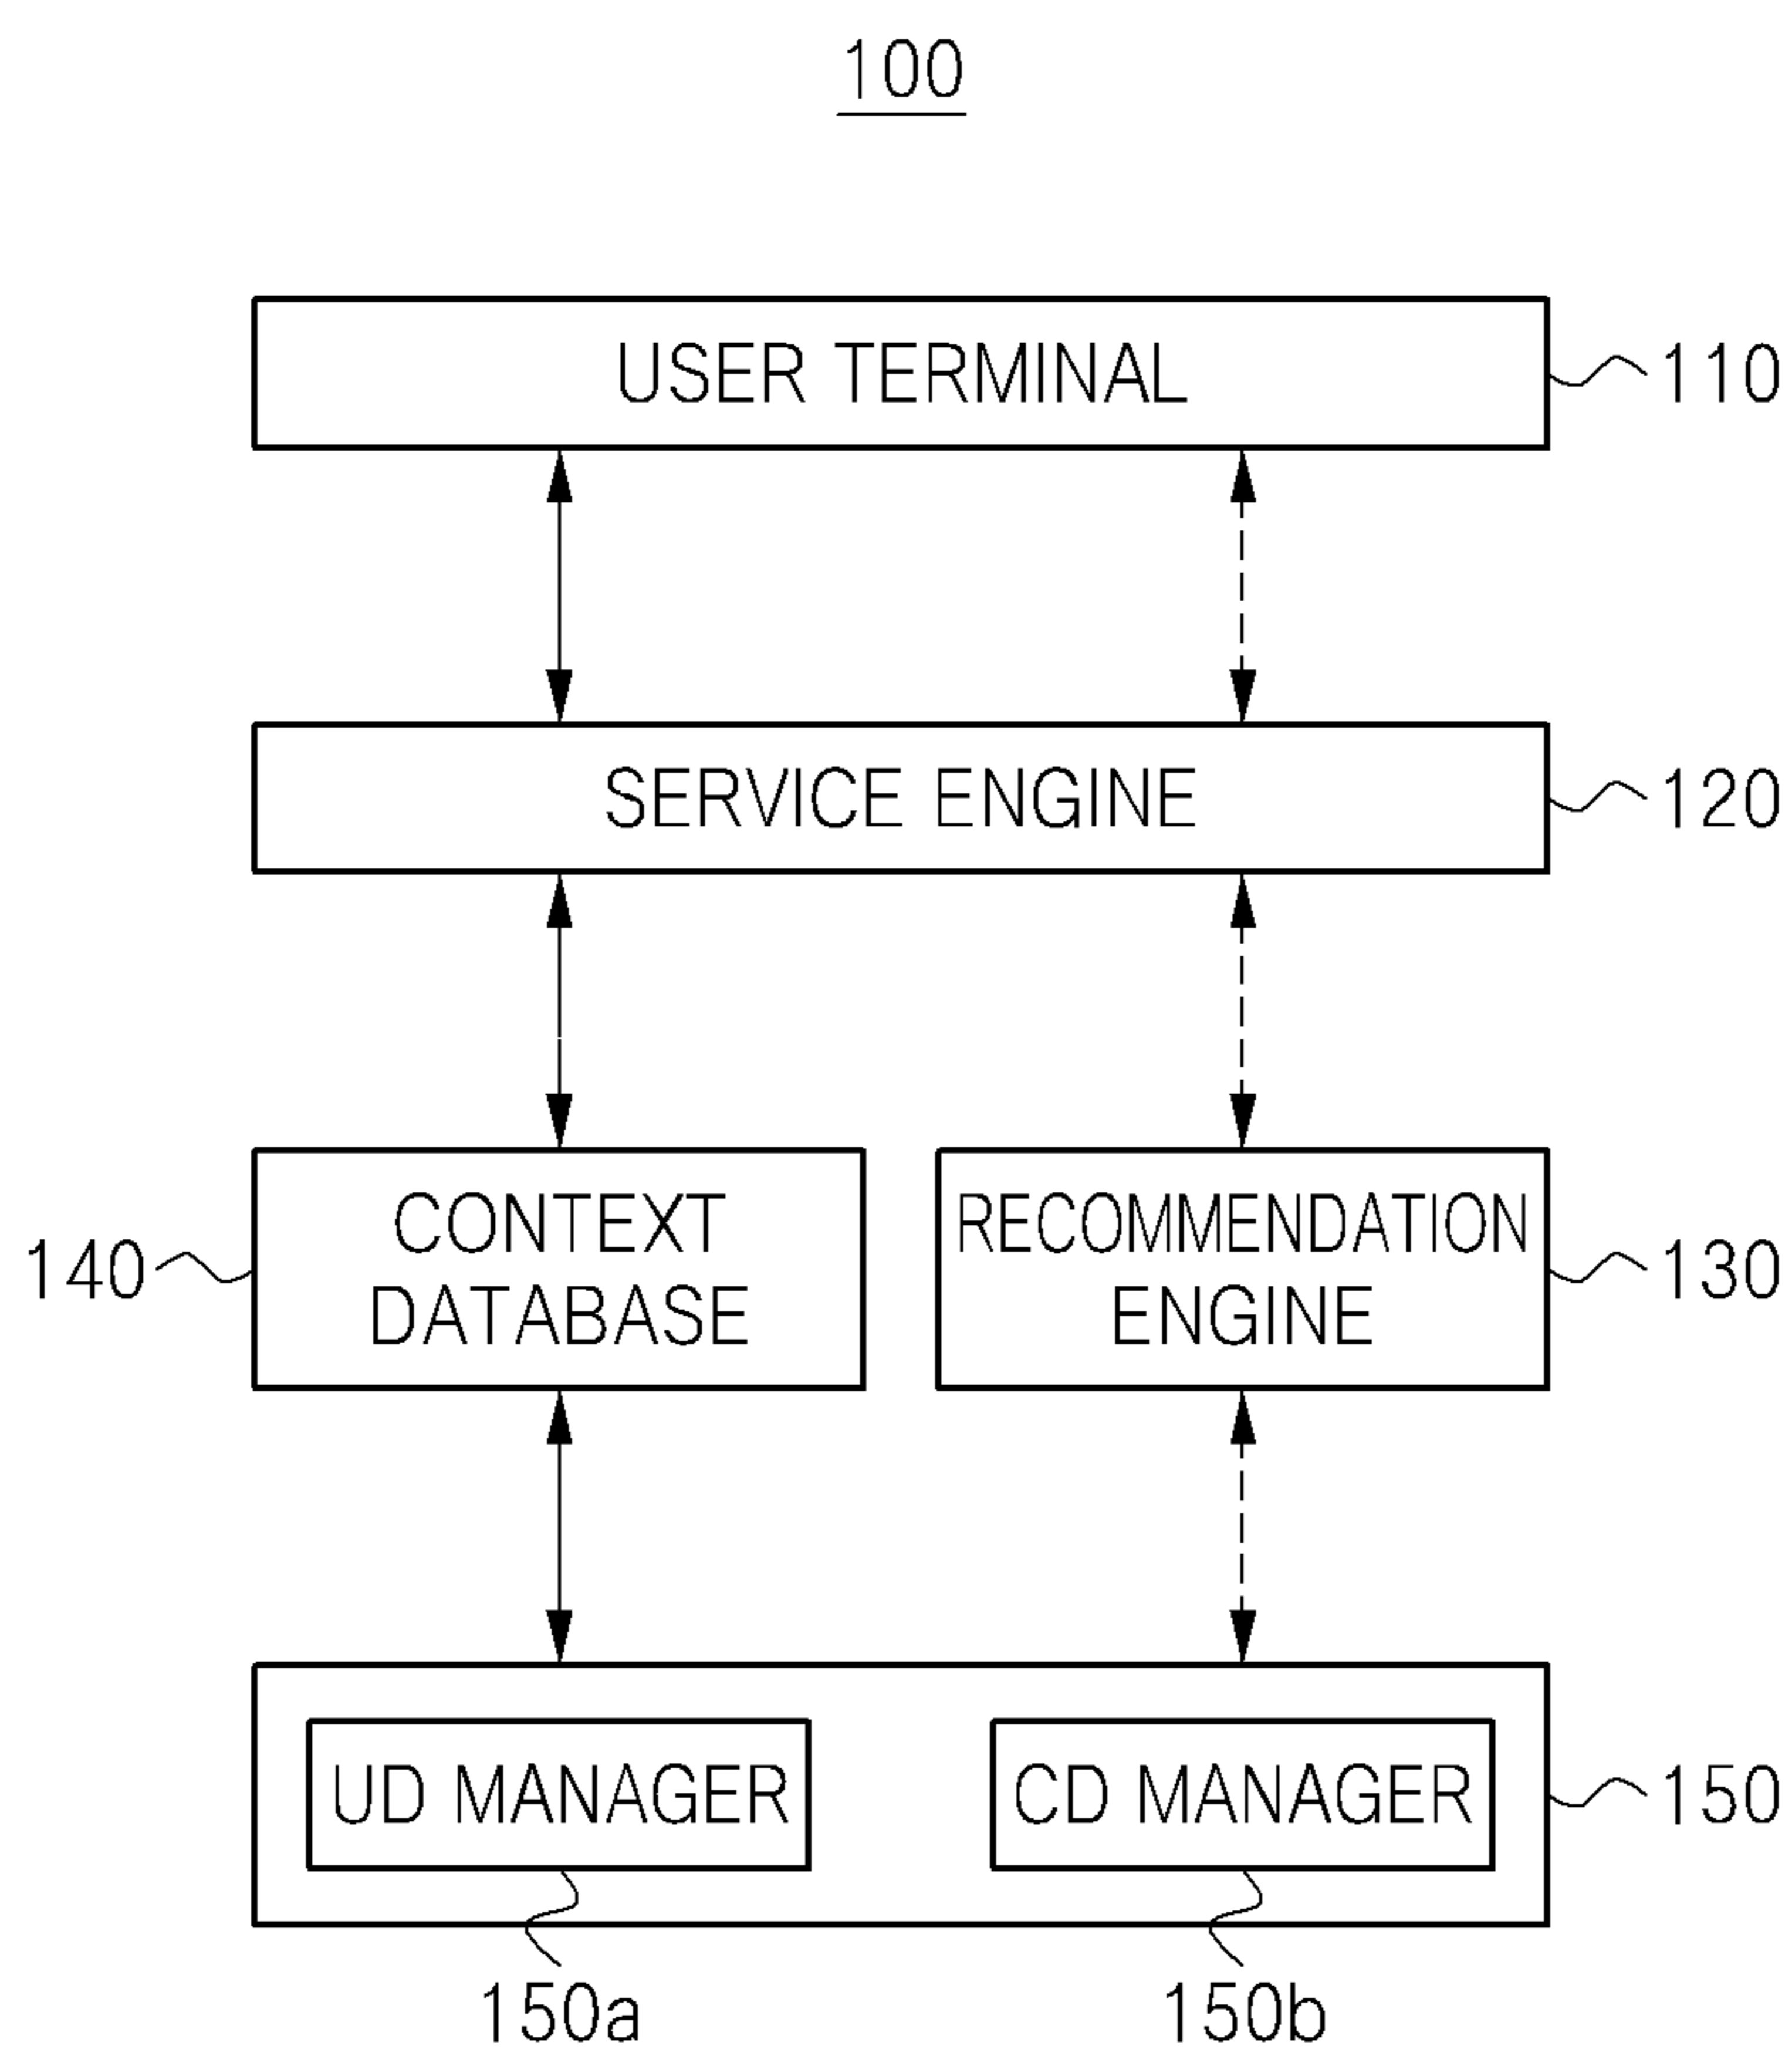 100
USER TERMINAL
110
SERVICE ENGINE
120
140
CONTEXT
DATABASE
RECOMMENDATION
ENGINE
130
UD MANAGER
CD MANAGER
150
150a
150b